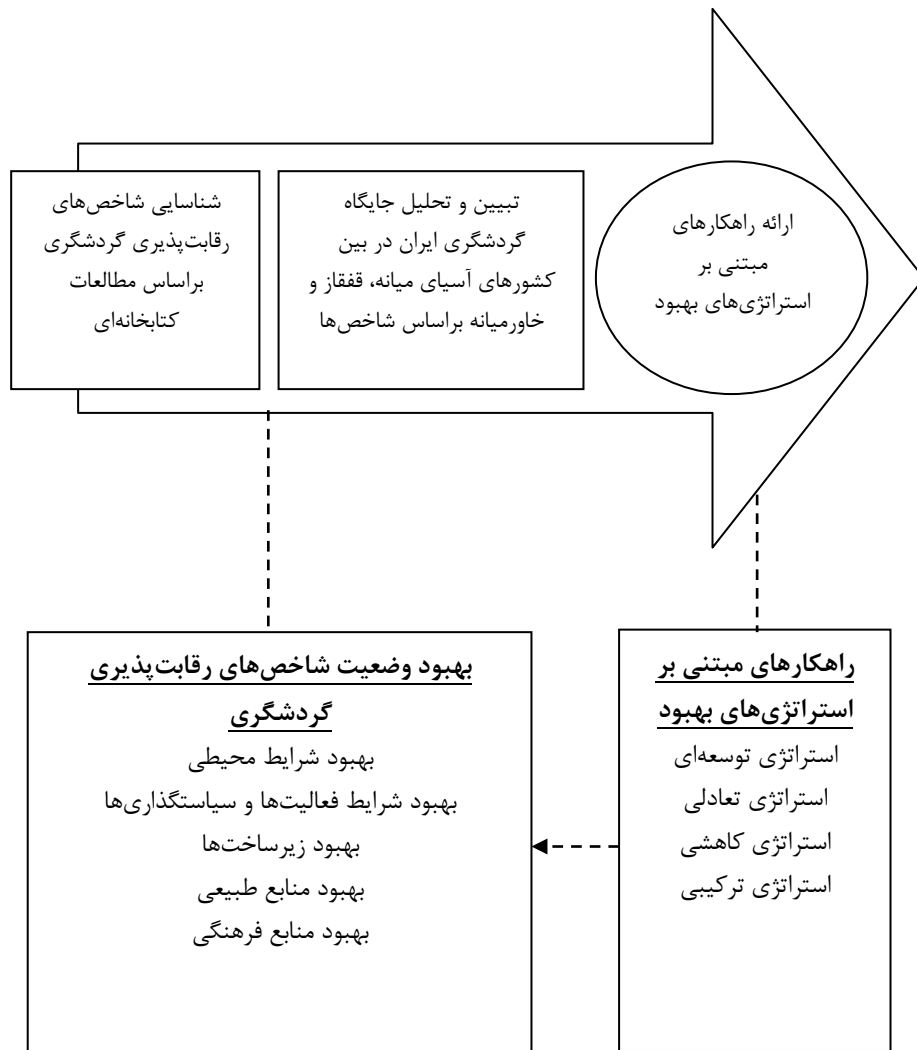 شناسایی شاخص‌های
رقابت‌پذیری گردشگری
براساس مطالعات
کتابخانه‌ای
تبیین و تحلیل جایگاه
گردشگری ایران در بین
کشورهای آسیای میانه، قفقاز و
خاورمیانه براساس شاخص‌ها
ارائه راهکارهای
مبتنی بر
استراتژی‌های بهبود
راهکارهای مبتنی بر
استراتژی‌های بهبود
استراتژی توسعه‌ای
استراتژی تعادلی
استراتژی کاهشی
استراتژی ترکیبی
بهبود وضعیت شاخص‌های رقابت‌پذیری
گردشگری
بهبود شرایط محیطی
بهبود شرایط فعالیت‌ها و سیاستگذاری‌ها
بهبود زیرساخت‌ها
بهبود منابع طبیعی
بهبود منابع فرهنگی